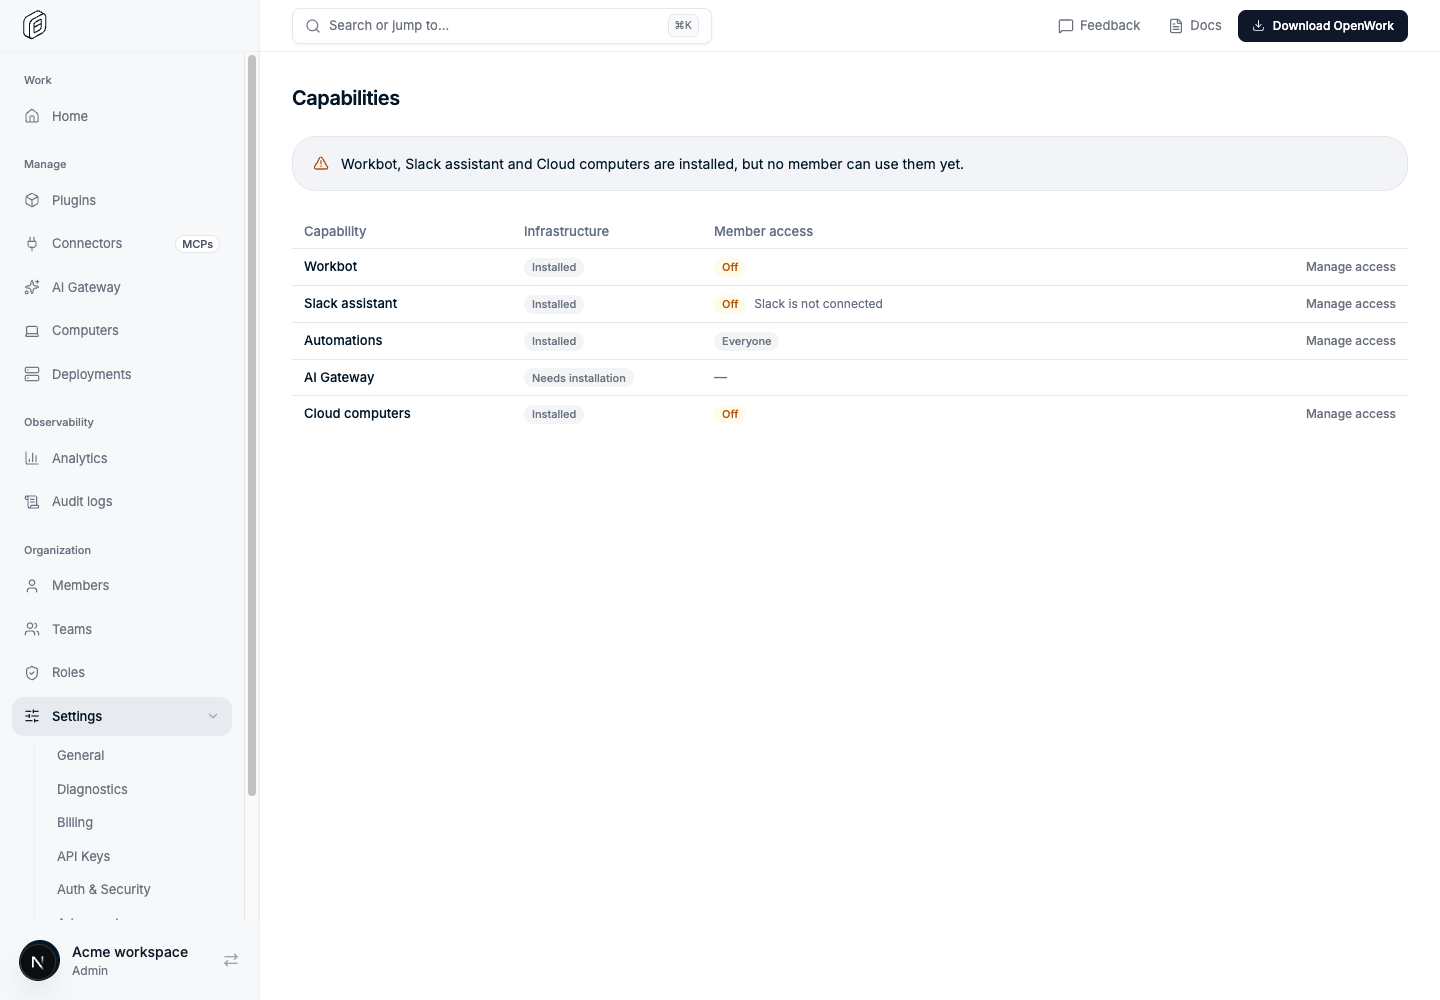 Search or jump to...
⌘K
Feedback
Docs
Download OpenWork
Work
Home
Manage
Plugins
Connectors
MCPs
AI Gateway
Computers
Deployments
Observability
Analytics
Audit logs
Organization
Members
Teams
Roles
Settings
General
Diagnostics
Billing
API Keys
Auth & Security
N
Acme workspace
Admin
Capabilities
Workbot, Slack assistant and Cloud computers are installed, but no member can use them yet.
Capability Infrastructure Member access
Workbot Installed Off Manage access
Slack assistant Installed Off Slack is not connected Manage access
Automations Installed Everyone Manage access
AI Gateway Needs installation —
Cloud computers Installed Off Manage access